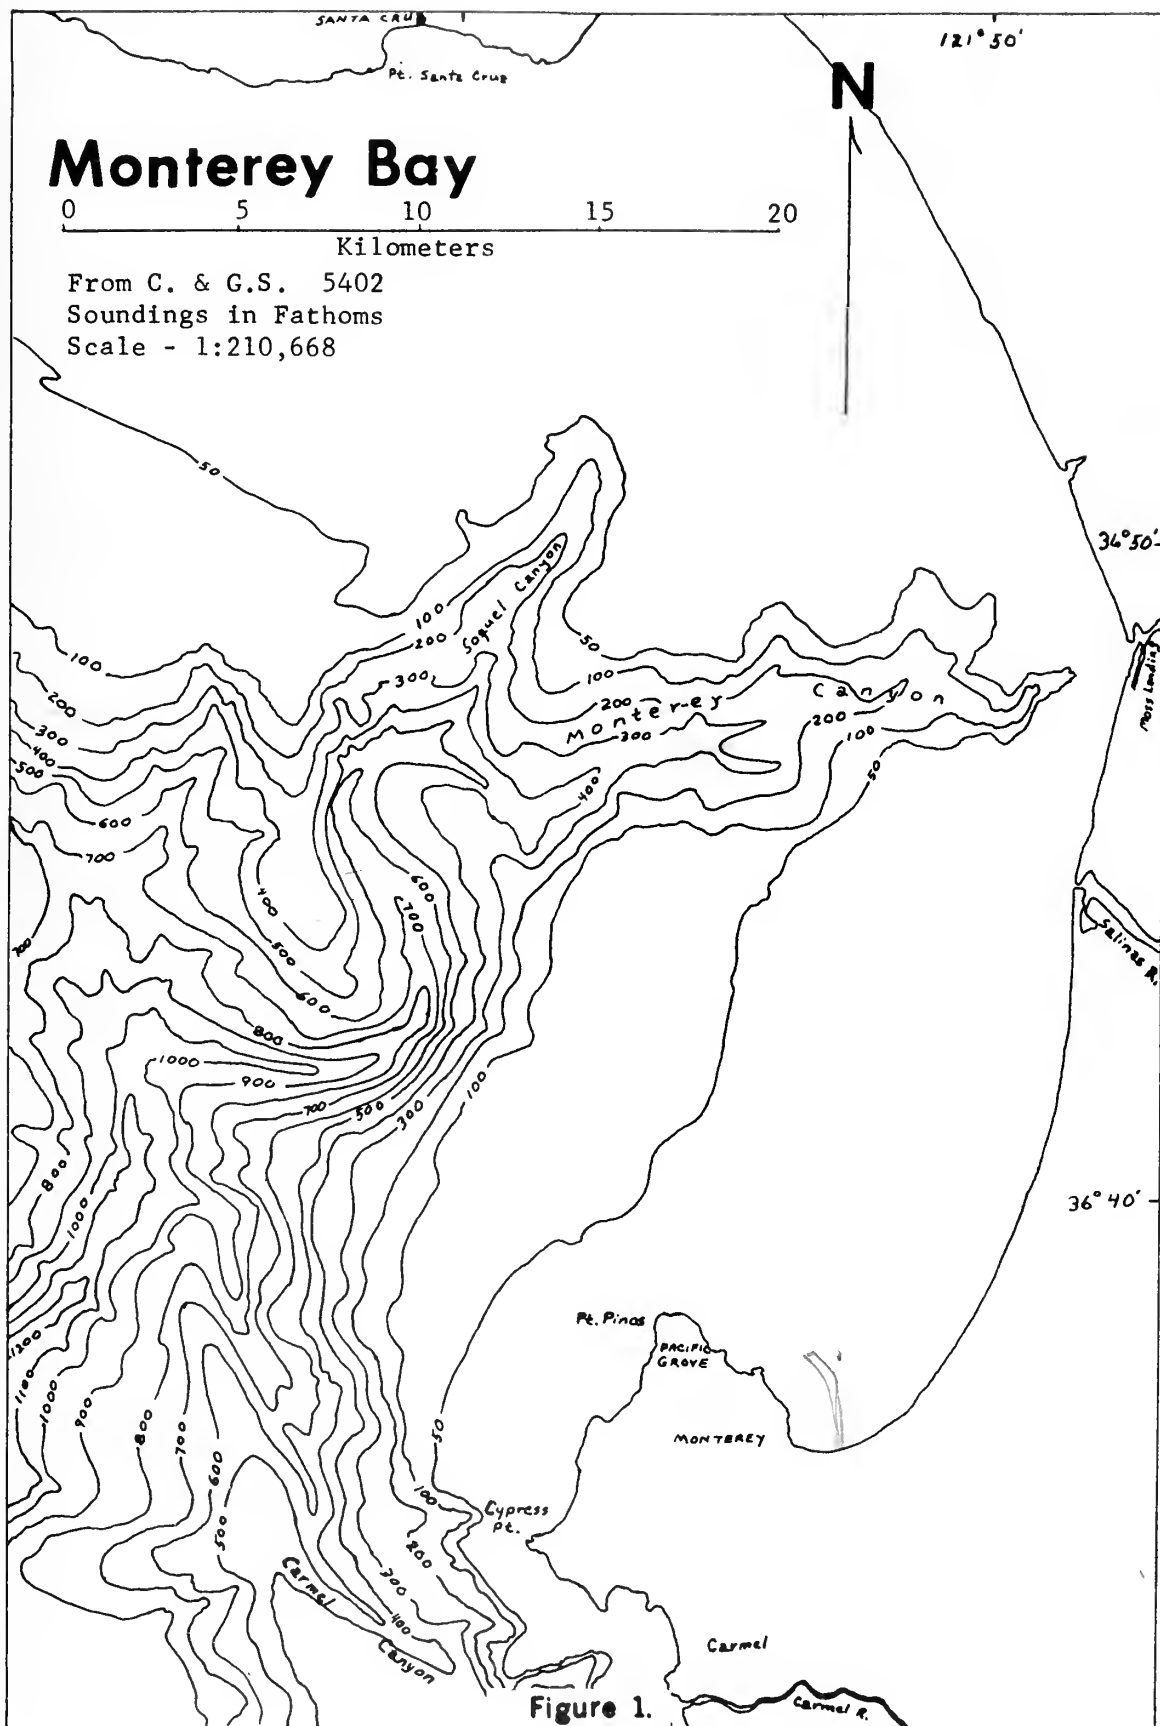 SANTA CRUZ
121° 50'
Pt. Santa Cruz
N
Monterey Bay
0 5 10 15 20
Kilometers
From C. & G.S. 5402
Soundings in Fathoms
Scale - 1:210,668
50
36° 50'
100
200
Soquel Canyon
50
100
300
100
200
Monterey
Canyon
Moss Landing
200
300
200
300
100
400
500
50
400
600
700
600
400
700
Salinas R.
700
500
600
800
1000
900
100
700
500
300
800
1000
36° 40'
Pt. Pinos
1200
PACIFIC
GROVE
1100
1000
900
800
700
50
MONTEREY
600
100
Cypress
Pt.
500
200
Carmel
300
400
Canyon
Carmel
Figure 1.
Carmel R.